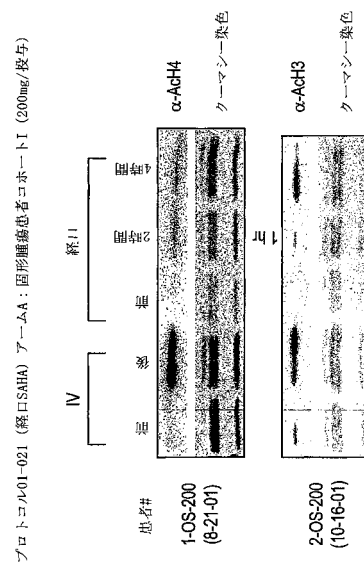 プロトコル01-021 (経口SAHA) アームA:固形腫瘍患者コホートI (200mg/投与)
IV
経口
患者#
前
後
前
2時間
4時間
1-OS-200
(8-21-01)
α-AcH4
クーマシー染色
1 hr
2-OS-200
(10-16-01)
α-AcH3
クーマシー染色